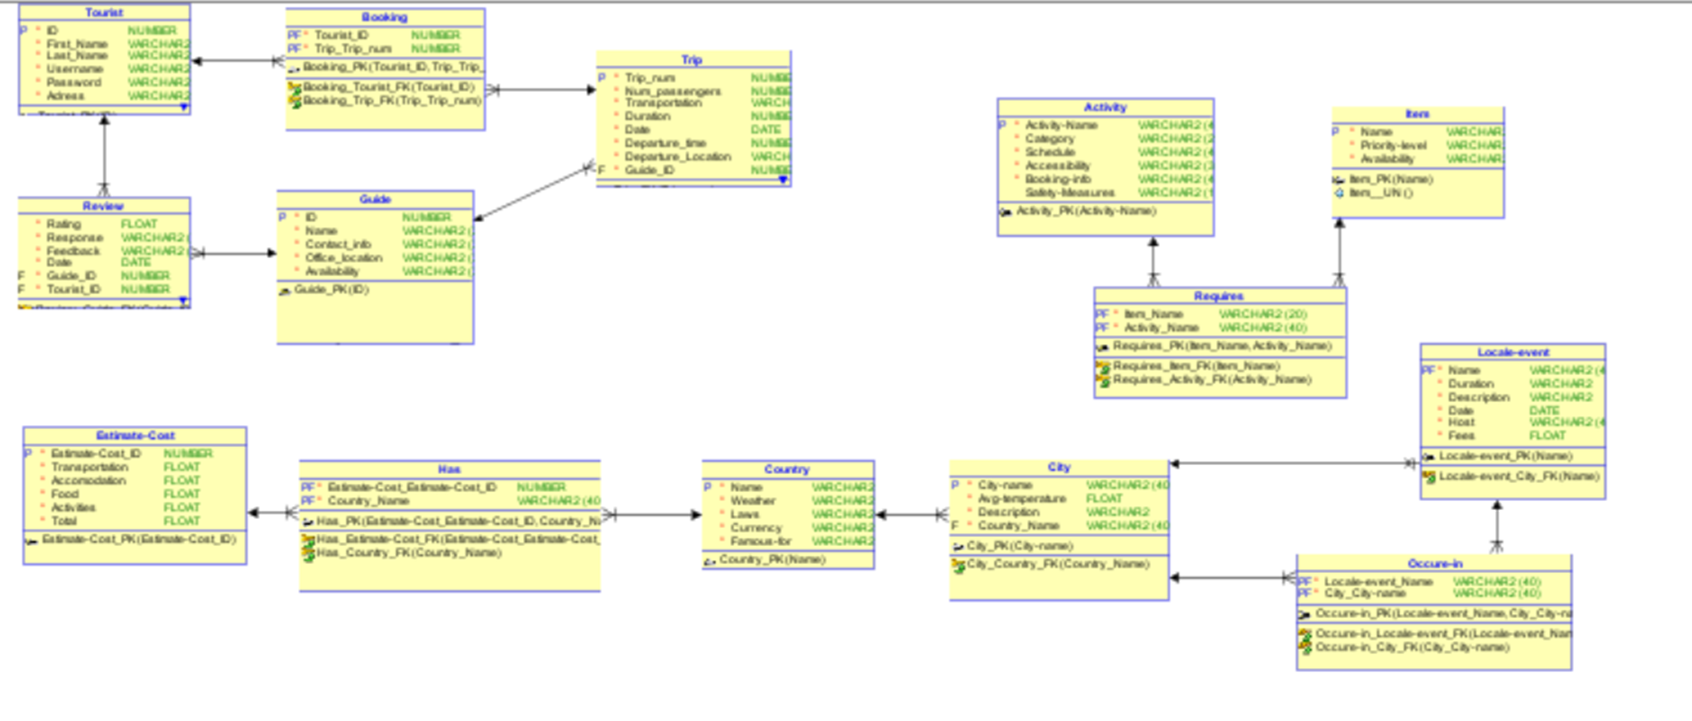 Tourist
P * ID NUMBER
* First_Name VARCHAR2
* Last_Name VARCHAR2
* Username VARCHAR2
* Password VARCHAR2
* Adress VARCHAR2
Booking
PF* Tourist_ID NUMBER
PF* Trip_Trip_num NUMBER
Booking_PK(Tourist_ID, Trip_Trip_
Booking_Tourist_FK(Tourist_ID)
Booking_Trip_FK(Trip_Trip_num)
Trip
P * Trip_num NUMBE
* Num_passengers NUMBE
* Transportation VARCH
* Duration NUMBE
* Date DATE
* Departure_time NUMBE
* Departure_Location VARCH
F * Guide_ID NUMBE
Review
* Rating FLOAT
* Response VARCHAR2(
* Feedback VARCHAR2(
* Date DATE
F * Guide_ID NUMBER
F * Tourist_ID NUMBER
Guide
P * ID NUMBER
* Name VARCHAR2(
* Contact_info VARCHAR2(
* Office_location VARCHAR2(
* Availability VARCHAR2(
Guide_PK(ID)
Activity
P * Activity-Name VARCHAR2(4
* Category VARCHAR2(
* Schedule VARCHAR2(
* Accessibility VARCHAR2(
* Booking-info VARCHAR2(
Safety-Measures VARCHAR2(
Activity_PK(Activity-Name)
Item
P * Name VARCHAR
* Priority-level VARCHAR
* Availability VARCHAR
Item_PK(Name)
Item__UN ()
Requires
PF * Item_Name VARCHAR2(20)
PF * Activity_Name VARCHAR2(40)
Requires_PK(Item_Name, Activity_Name)
Requires_Item_FK(Item_Name)
Requires_Activity_FK(Activity_Name)
Locale-event
PF* Name VARCHAR2(4
* Duration VARCHAR2
* Description VARCHAR2
* Date DATE
* Host VARCHAR2(4
* Fees FLOAT
Locale-event_PK(Name)
Locale-event_City_FK(Name)
Estimate-Cost
P * Estimate-Cost_ID NUMBER
* Transportation FLOAT
* Accomodation FLOAT
* Food FLOAT
* Activities FLOAT
* Total FLOAT
Estimate-Cost_PK(Estimate-Cost_ID)
Has
PF* Estimate-Cost_Estimate-Cost_ID NUMBER
PF* Country_Name VARCHAR2(40
Has_PK(Estimate-Cost_Estimate-Cost_ID, Country_N
Has_Estimate-Cost_FK(Estimate-Cost_Estimate-Cost_
Has_Country_FK(Country_Name)
Country
P * Name VARCHAR2
* Weather VARCHAR2
* Laws VARCHAR2
* Currency VARCHAR2
* Famous-for VARCHAR2
Country_PK(Name)
City
P * City-name VARCHAR2(40
* Avg-temperature FLOAT
* Description VARCHAR2
F * Country_Name VARCHAR2(40
City_PK(City-name)
City_Country_FK(Country_Name)
Occure-in
PF* Locale-event_Name VARCHAR2(40)
PF* City_City-name VARCHAR2(40)
Occure-in_PK(Locale-event_Name, City_City-na
Occure-in_Locale-event_FK(Locale-event_Nam
Occure-in_City_FK(City_City-name)